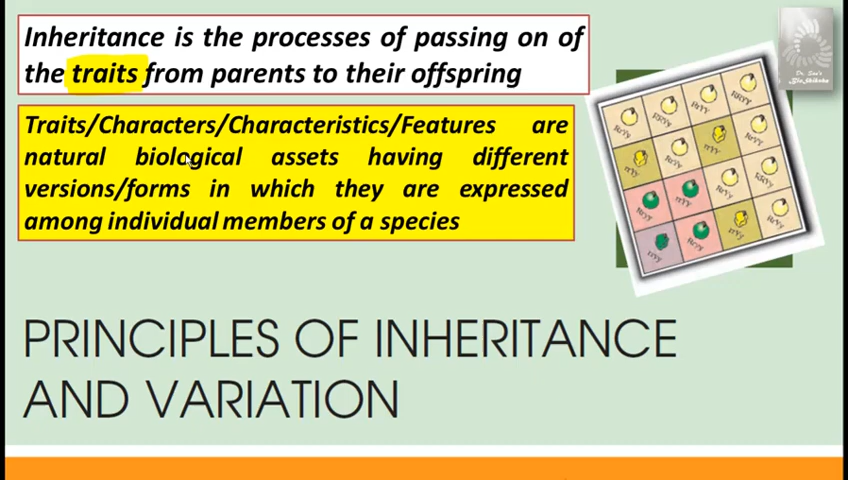 Inheritance is the processes of passing on of
the traits from parents to their offspring
Traits/Characters/Characteristics/Features are
natural biological assets having different
versions/forms in which they are expressed
among individual members of a species
PRINCIPLES OF INHERITANCE
AND VARIATION